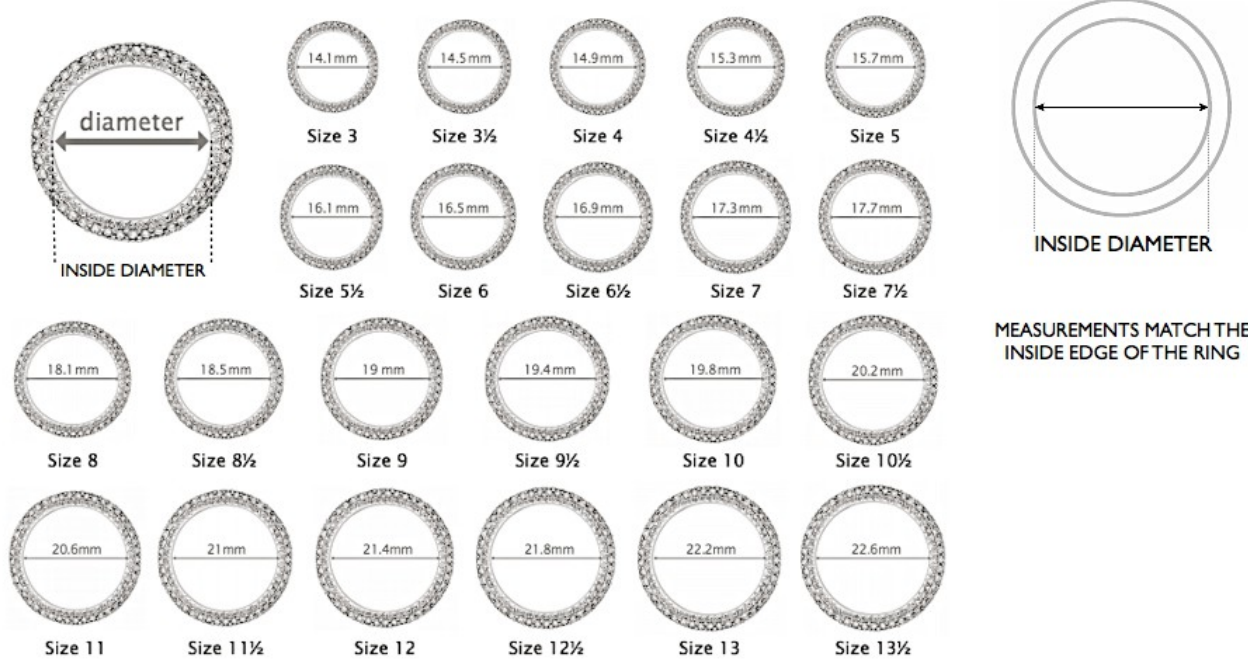 diameter
INSIDE DIAMETER
14.1mm 14.5mm 14.9mm 15.3mm 15.7mm
Size 3 Size 3½ Size 4 Size 4½ Size 5
16.1mm 16.5mm 16.9mm 17.3mm 17.7mm
Size 5½ Size 6 Size 6½ Size 7 Size 7½
18.1mm 18.5mm 19 mm 19.4mm 19.8mm 20.2mm
Size 8 Size 8½ Size 9 Size 9½ Size 10 Size 10½
20.6mm 21mm 21.4mm 21.8mm 22.2mm 22.6mm
Size 11 Size 11½ Size 12 Size 12½ Size 13 Size 13½
INSIDE DIAMETER
MEASUREMENTS MATCH THE
INSIDE EDGE OF THE RING